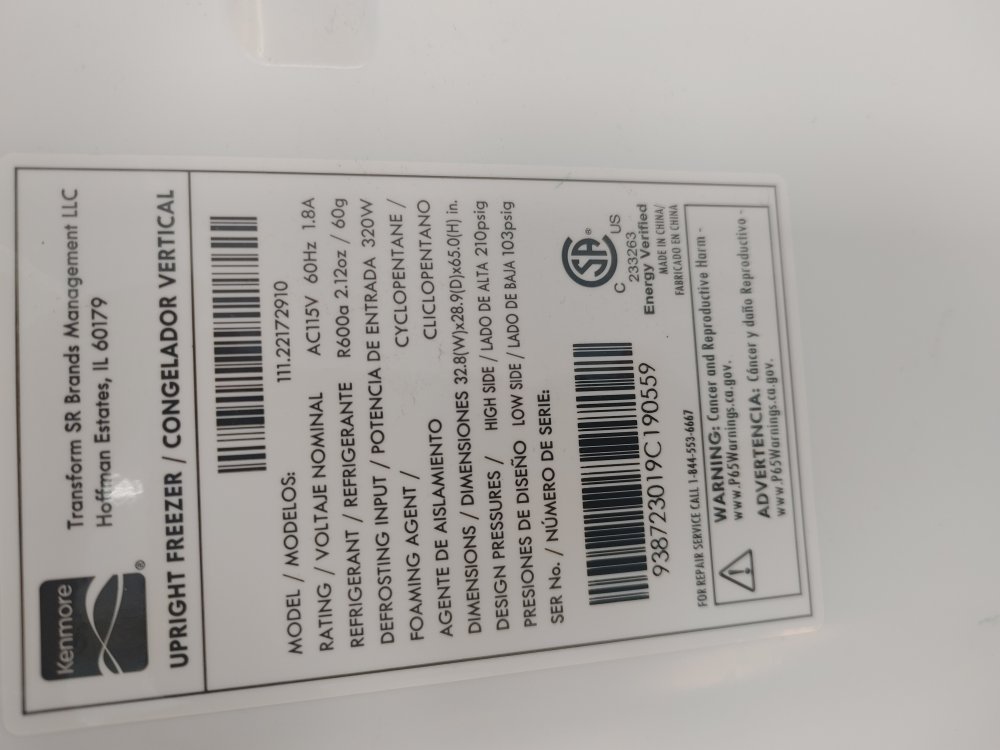 Kenmore®
Transform SR Brands Management LLC
Hoffman Estates, IL 60179
UPRIGHT FREEZER / CONGELADOR VERTICAL
MODEL / MODELOS: 111.22172910
RATING / VOLTAJE NOMINAL AC115V 60Hz 1.8A
REFRIGERANT / REFRIGERANTE R600a 2.12oz / 60g
DEFROSTING INPUT / POTENCIA DE ENTRADA 320W
FOAMING AGENT / CYCLOPENTANE /
AGENTE DE AISLAMIENTO CLICLOPENTANO
DIMENSIONS / DIMENSIONES 32.8(W)x28.9(D)x65.0(H) in.
DESIGN PRESSURES / HIGH SIDE / LADO DE ALTA 210psig
PRESIONES DE DISEÑO LOW SIDE / LADO DE BAJA 103psig
SER No. / NÚMERO DE SERIE:
938723019C190559
SA®
C US
233263
Energy Verified
MADE IN CHINA/
FABRICADO EN CHINA
FOR REPAIR SERVICE CALL 1-844-553-6667
WARNING: Cancer and Reproductive Harm -
www.P65Warnings.ca.gov.
ADVERTENCIA: Cáncer y daño Reproductivo -
www.P65Warnings.ca.gov.